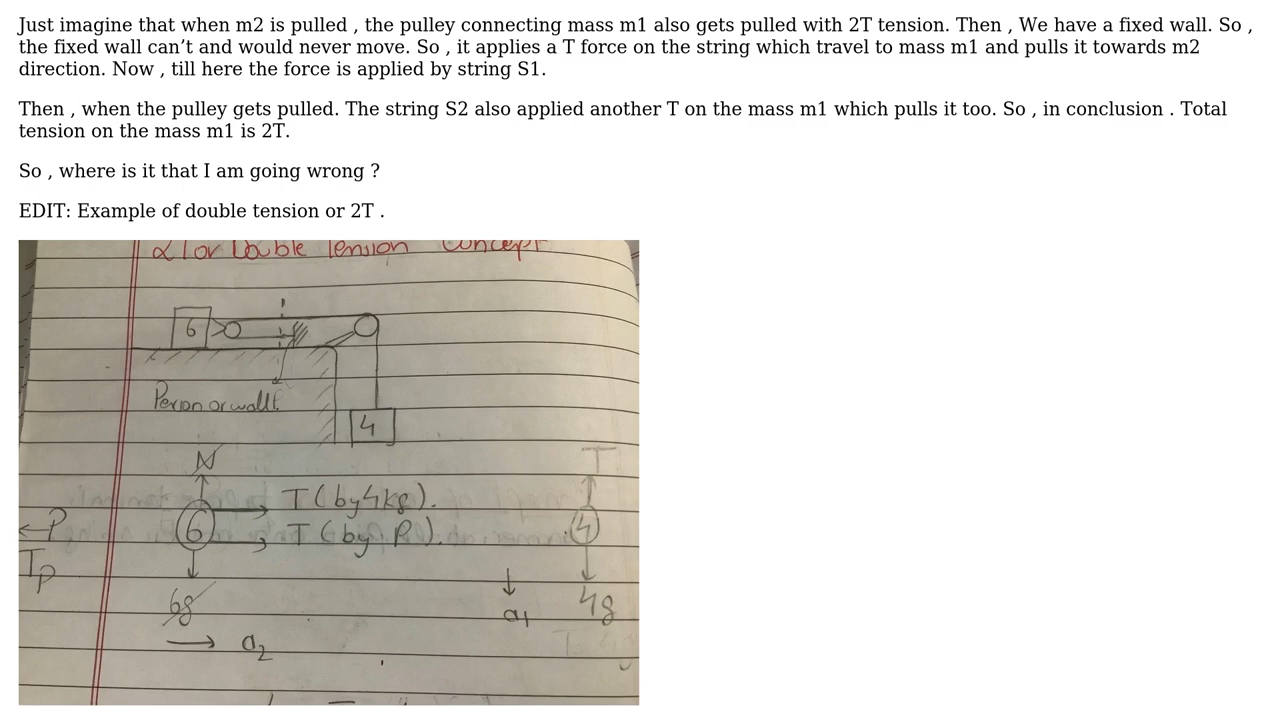 Just imagine that when m2 is pulled , the pulley connecting mass m1 also gets pulled with 2T tension. Then , We have a fixed wall. So ,
the fixed wall can’t and would never move. So , it applies a T force on the string which travel to mass m1 and pulls it towards m2
direction. Now , till here the force is applied by string S1.
Then , when the pulley gets pulled. The string S2 also applied another T on the mass m1 which pulls it too. So , in conclusion . Total
tension on the mass m1 is 2T.
So , where is it that I am going wrong ?
EDIT: Example of double tension or 2T .
or Double Tension Concept
6
Person or wall
4
N
T
T (by 4kg).
P
6
T (by P).
4
Tp
6g
4g
a1
a2